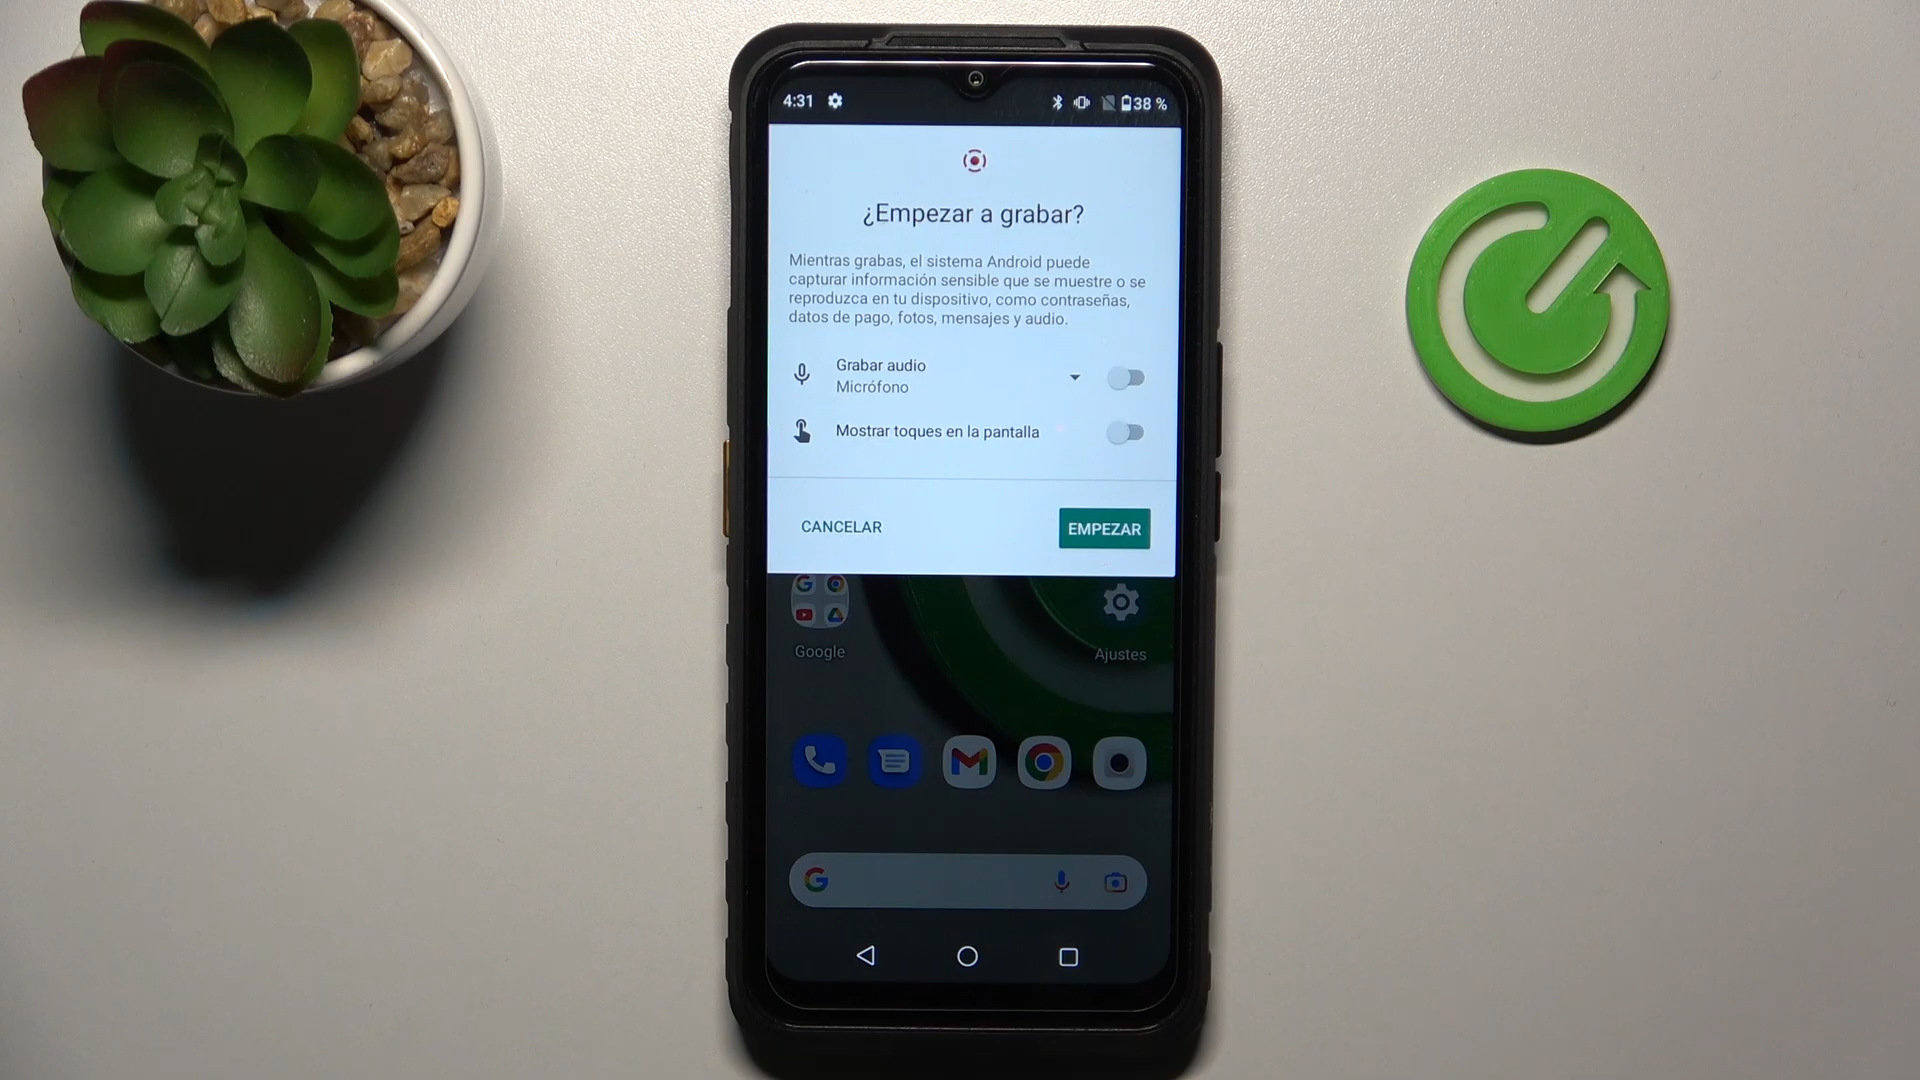 4:31 38 %
¿Empezar a grabar?
Mientras grabas, el sistema Android puede
capturar información sensible que se muestre o se
reproduzca en tu dispositivo, como contraseñas,
datos de pago, fotos, mensajes y audio.
Grabar audio
Micrófono
Mostrar toques en la pantalla
CANCELAR EMPEZAR
Google Ajustes